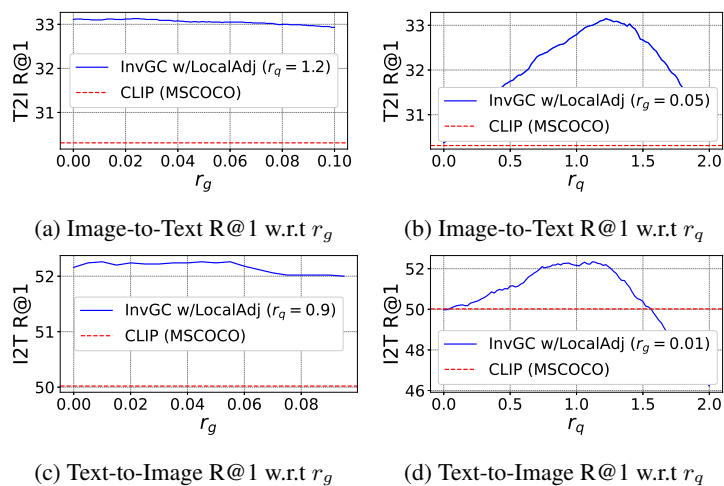 33
32
31
T2I R@1
InvGC w/LocalAdj (r_q = 1.2)
CLIP (MSCOCO)
0.00 0.02 0.04 0.06 0.08 0.10
r_g
(a) Image-to-Text R@1 w.r.t r_g
33
32
31
T2I R@1
InvGC w/LocalAdj (r_g = 0.05)
CLIP (MSCOCO)
0.0 0.5 1.0 1.5 2.0
r_q
(b) Image-to-Text R@1 w.r.t r_q
52
51
50
I2T R@1
InvGC w/LocalAdj (r_q = 0.9)
CLIP (MSCOCO)
0.00 0.02 0.04 0.06 0.08
r_g
(c) Text-to-Image R@1 w.r.t r_g
52
50
48
46
I2T R@1
InvGC w/LocalAdj (r_g = 0.01)
CLIP (MSCOCO)
0.0 0.5 1.0 1.5 2.0
r_q
(d) Text-to-Image R@1 w.r.t r_q